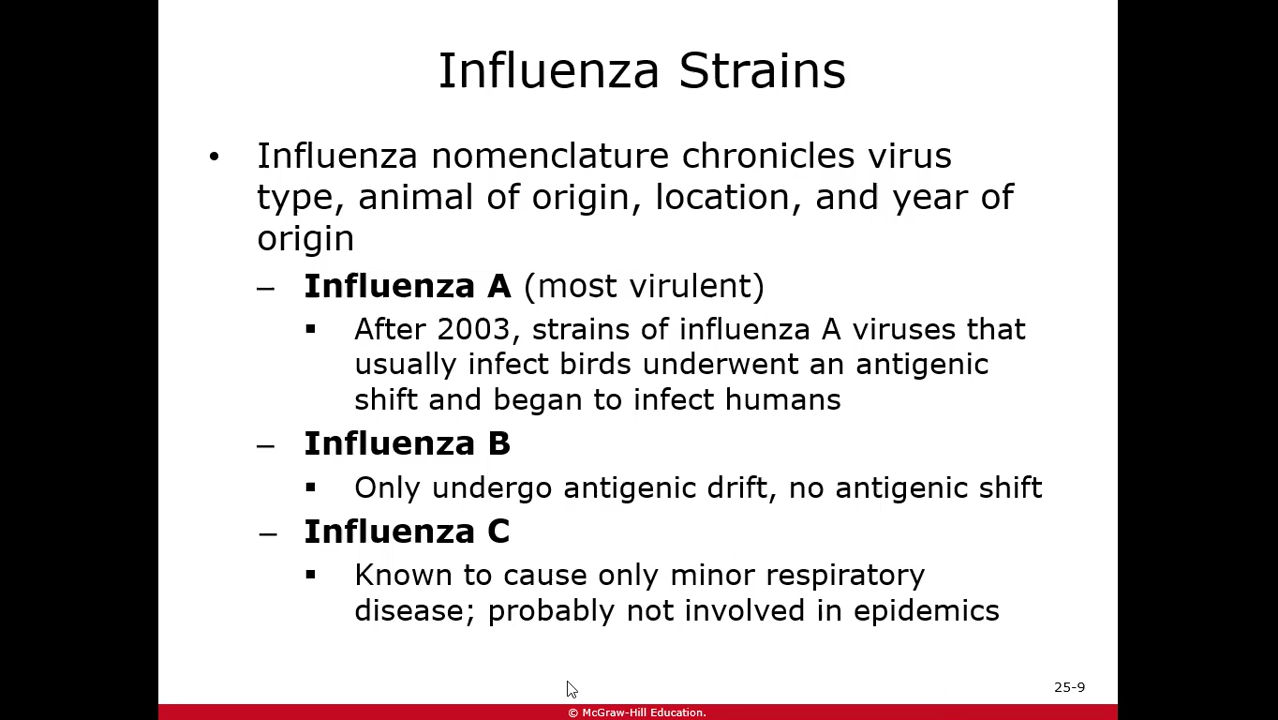 Influenza Strains
• Influenza nomenclature chronicles virus
type, animal of origin, location, and year of
origin
– Influenza A (most virulent)
▪ After 2003, strains of influenza A viruses that
usually infect birds underwent an antigenic
shift and began to infect humans
– Influenza B
▪ Only undergo antigenic drift, no antigenic shift
– Influenza C
▪ Known to cause only minor respiratory
disease; probably not involved in epidemics
25-9
© McGraw-Hill Education.